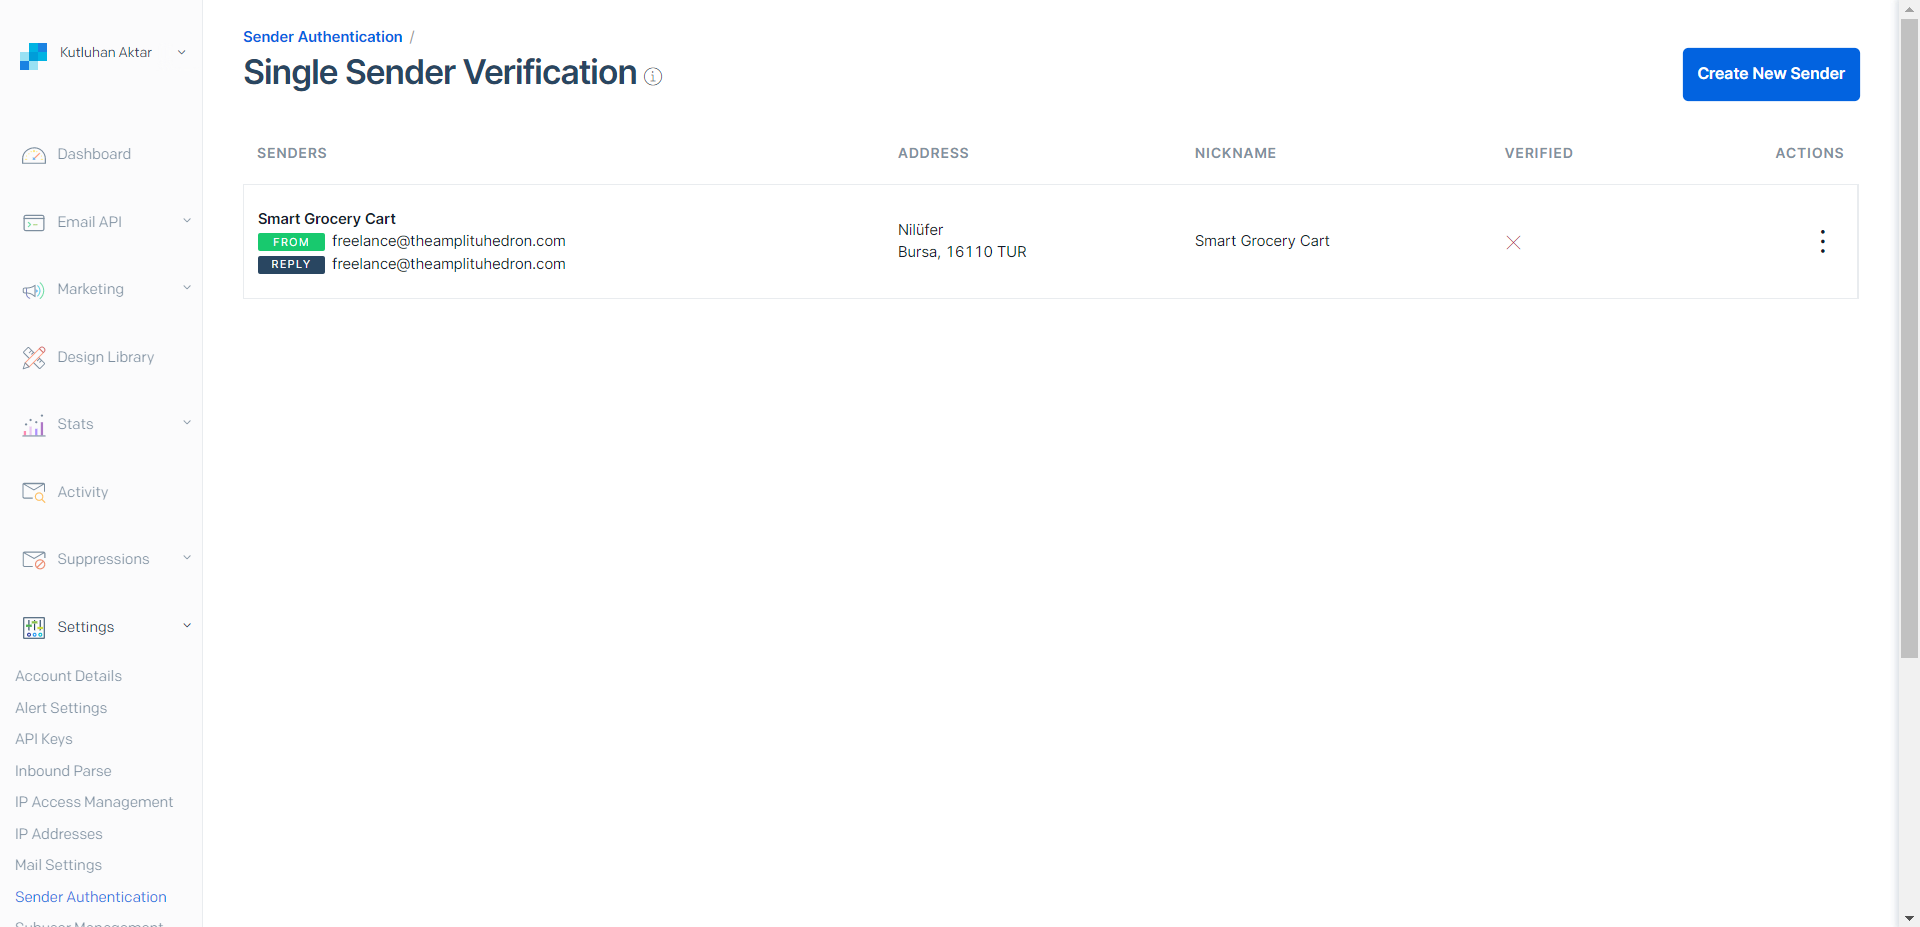 Kutluhan Aktar
Dashboard
Email API
Marketing
Design Library
Stats
Activity
Suppressions
Settings
Account Details
Alert Settings
API Keys
Inbound Parse
IP Access Management
IP Addresses
Mail Settings
Sender Authentication
Subuser Management
Sender Authentication /
Single Sender Verification
Create New Sender
SENDERS ADDRESS NICKNAME VERIFIED ACTIONS
Smart Grocery Cart
FROM freelance@theamplituhedron.com
REPLY freelance@theamplituhedron.com
Nilüfer
Bursa, 16110 TUR
Smart Grocery Cart